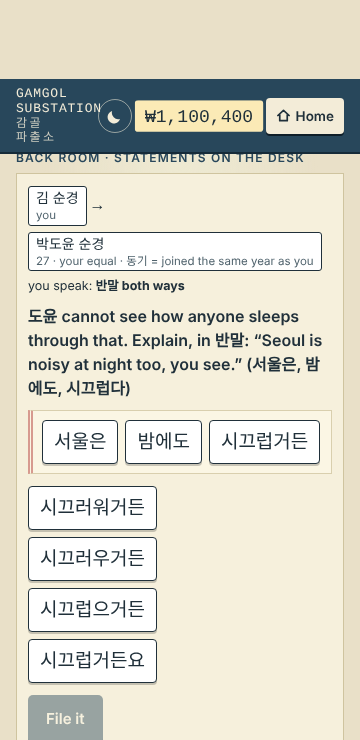 GAMGOL
SUBSTATION
감골
파출소
₩1,100,400
Home
BACK ROOM · STATEMENTS ON THE DESK
김 순경
you
→
박도윤 순경
27 · your equal · 동기 = joined the same year as you
you speak: 반말 both ways
도윤 cannot see how anyone sleeps
through that. Explain, in 반말: “Seoul is
noisy at night too, you see.” (서울은, 밤
에도, 시끄럽다)
서울은 밤에도 시끄럽거든
시끄러워거든
시끄러우거든
시끄럽으거든
시끄럽거든요
File it